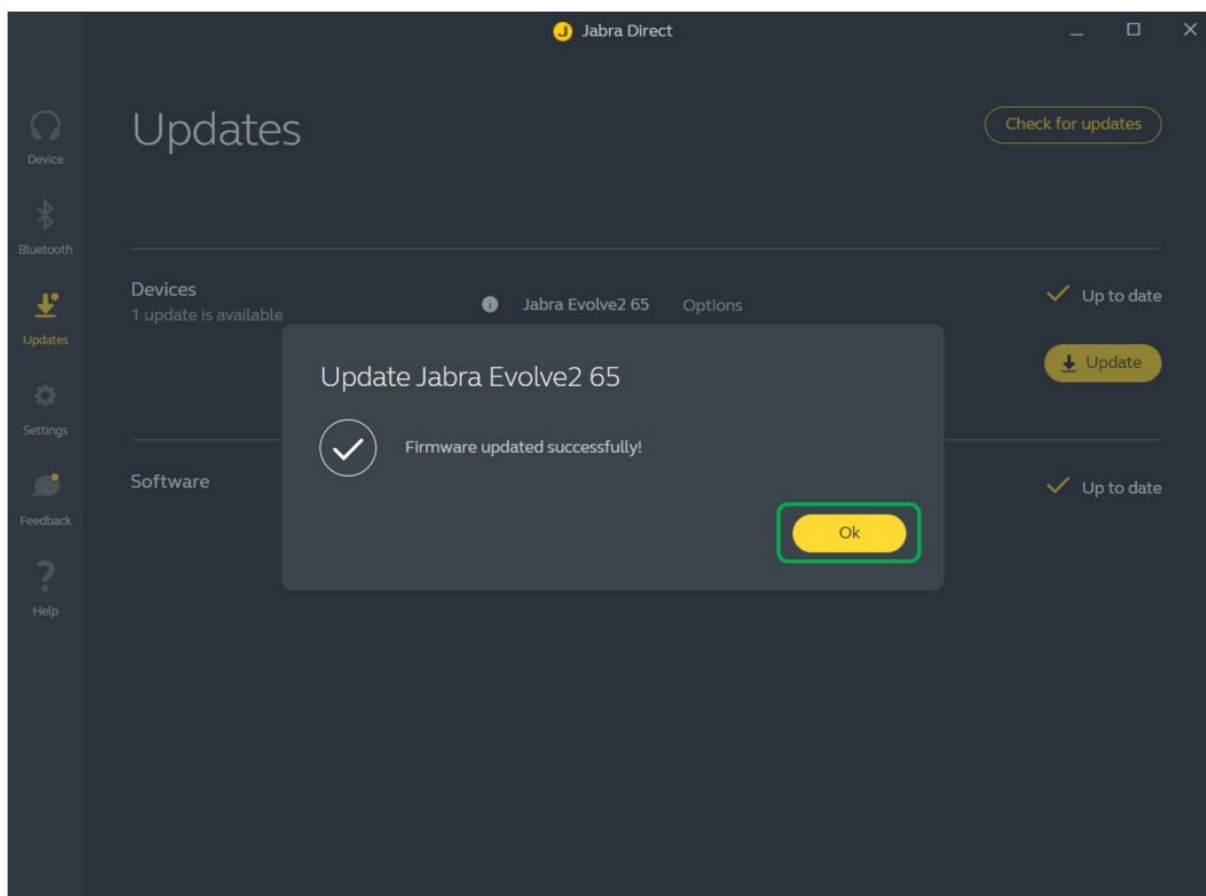 Jabra Direct
Device
Bluetooth
Updates
Settings
Feedback
Help
Updates
Check for updates
Devices
1 update is available
Jabra Evolve2 65 Options
Up to date
Update
Update Jabra Evolve2 65
Firmware updated successfully!
Ok
Software
Up to date